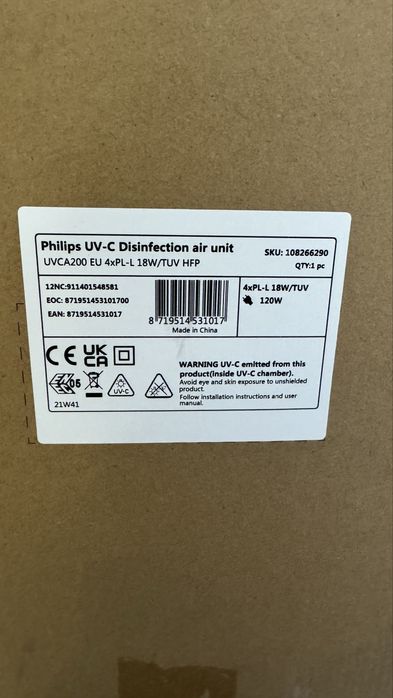 Philips UV-C Disinfection air unit
UVCA200 EU 4xPL-L 18W/TUV HFP
SKU: 108266290
QTY:1 pc
12NC:911401548581
EOC: 871951453101700
EAN: 8719514531017
8 719514 531017
Made in China
4xPL-L 18W/TUV
120W
CE UK CA
05
UV-C
21W41
WARNING UV-C emitted from this
product(inside UV-C chamber).
Avoid eye and skin exposure to unshielded
product.
Follow installation instructions and user
manual.